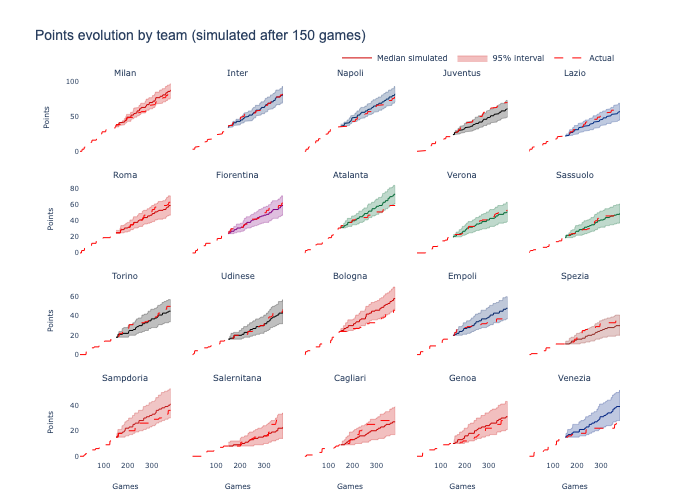 Points evolution by team (simulated after 150 games)
Median simulated 95% interval Actual
Milan Inter Napoli Juventus Lazio
100
50
0
Points
Roma Fiorentina Atalanta Verona Sassuolo
80
60
40
20
0
Points
Torino Udinese Bologna Empoli Spezia
60
40
20
0
Points
Sampdoria Salernitana Cagliari Genoa Venezia
40
20
0
Points
100 200 300 100 200 300 100 200 300 100 200 300 100 200 300
Games Games Games Games Games